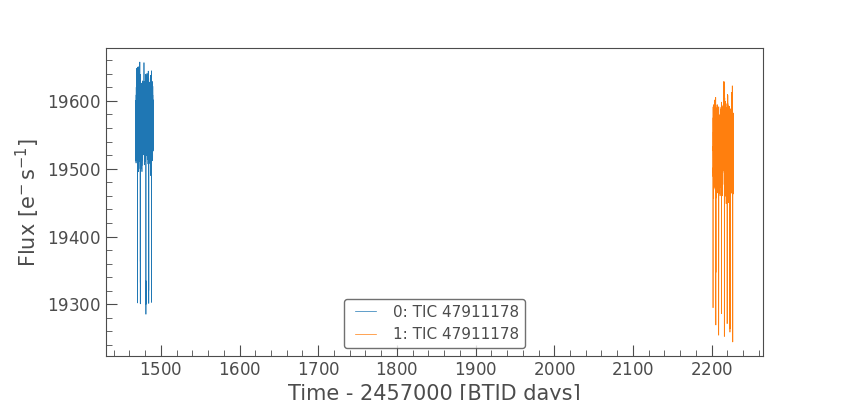 19600
19500
19400
19300
Flux [e⁻ s⁻¹]
0: TIC 47911178
1: TIC 47911178
1500 1600 1700 1800 1900 2000 2100 2200
Time - 2457000 [BTJD days]